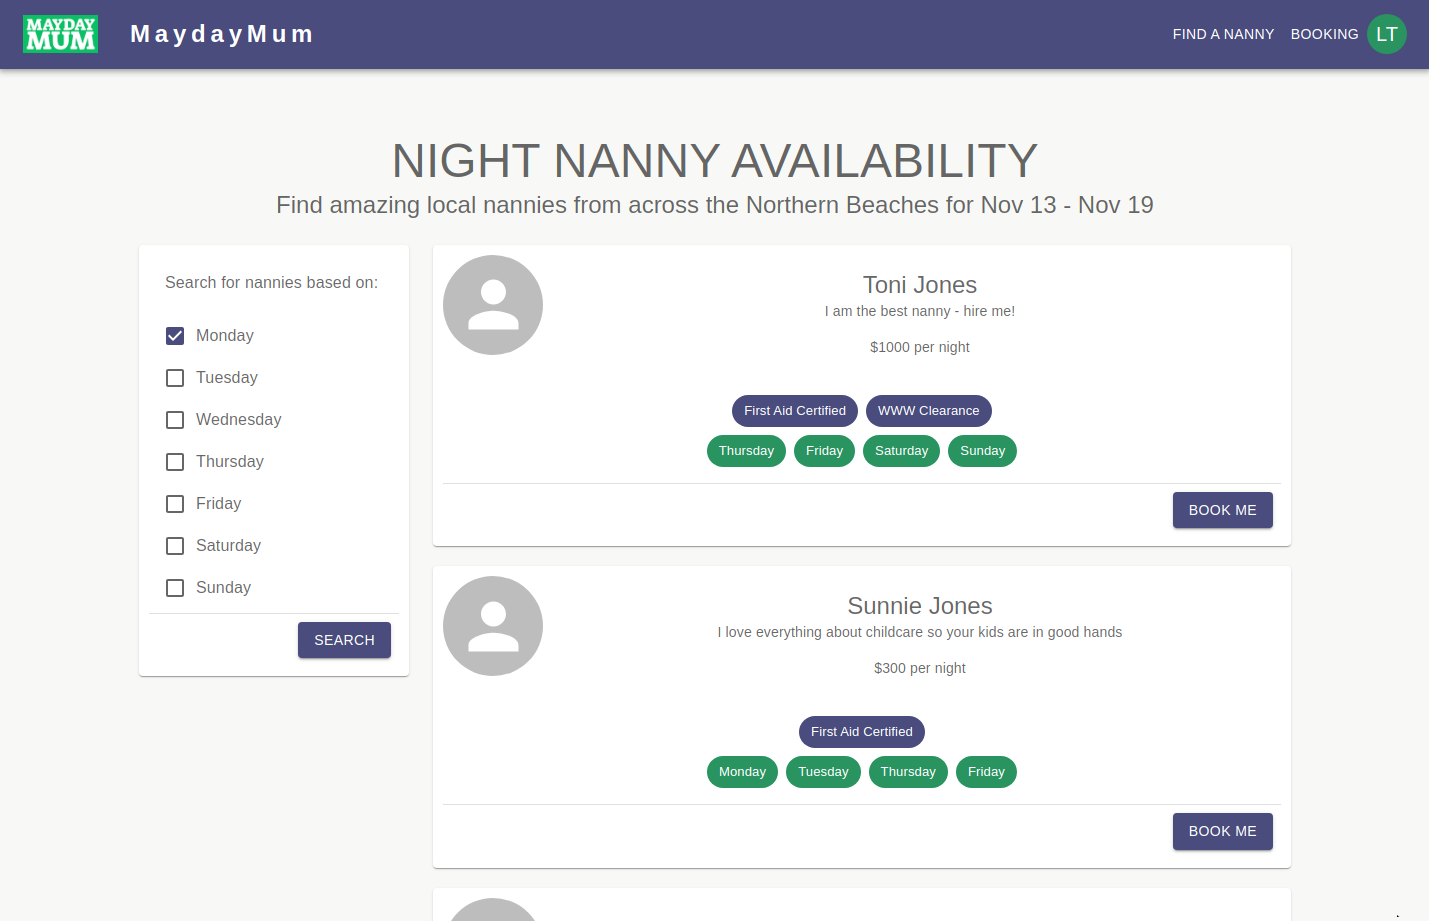 MAYDAY
MUM
MaydayMum
FIND A NANNY BOOKING LT
NIGHT NANNY AVAILABILITY
Find amazing local nannies from across the Northern Beaches for Nov 13 - Nov 19
Search for nannies based on:
Monday
Tuesday
Wednesday
Thursday
Friday
Saturday
Sunday
SEARCH
Toni Jones
I am the best nanny - hire me!
$1000 per night
First Aid Certified WWW Clearance
Thursday Friday Saturday Sunday
BOOK ME
Sunnie Jones
I love everything about childcare so your kids are in good hands
$300 per night
First Aid Certified
Monday Tuesday Thursday Friday
BOOK ME